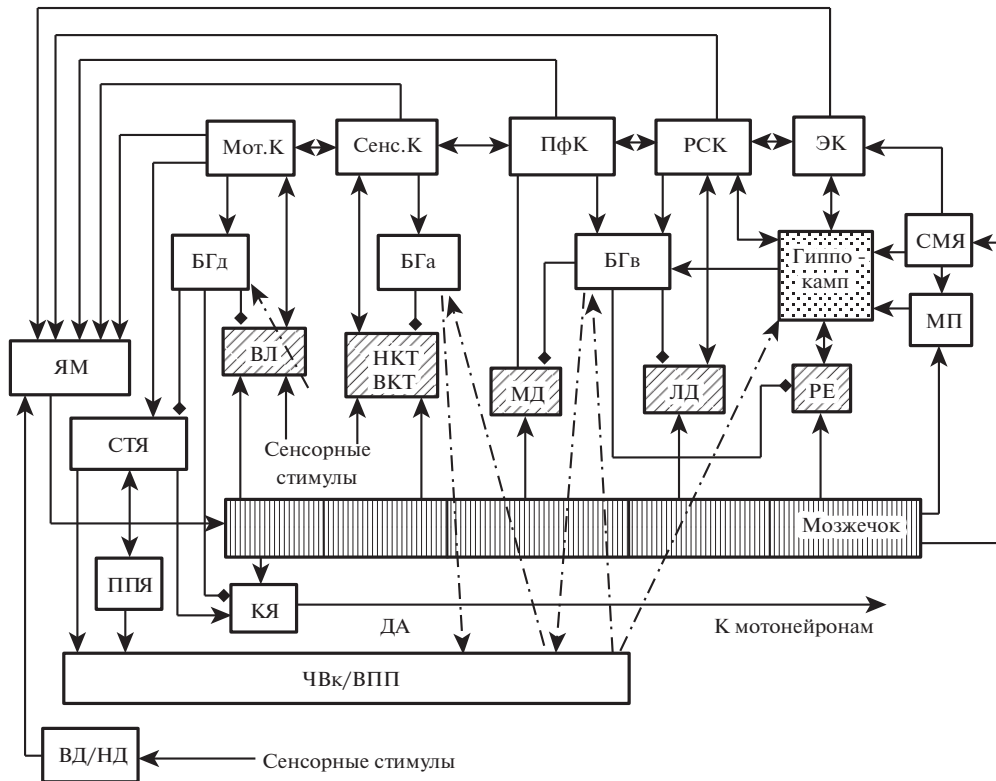 Мот.К
Сенс.К
ПфК
РСК
ЭК
БГд
БГа
БГв
Гиппо -
камп
СМЯ
МП
ЯМ
ВЛ
НКТ
ВКТ
МД
ЛД
РЕ
СТЯ
Сенсорные
стимулы
Мозжечок
ППЯ
КЯ
ДА
К мотонейронам
ЧВк/ВПП
ВД/НД
Сенсорные стимулы